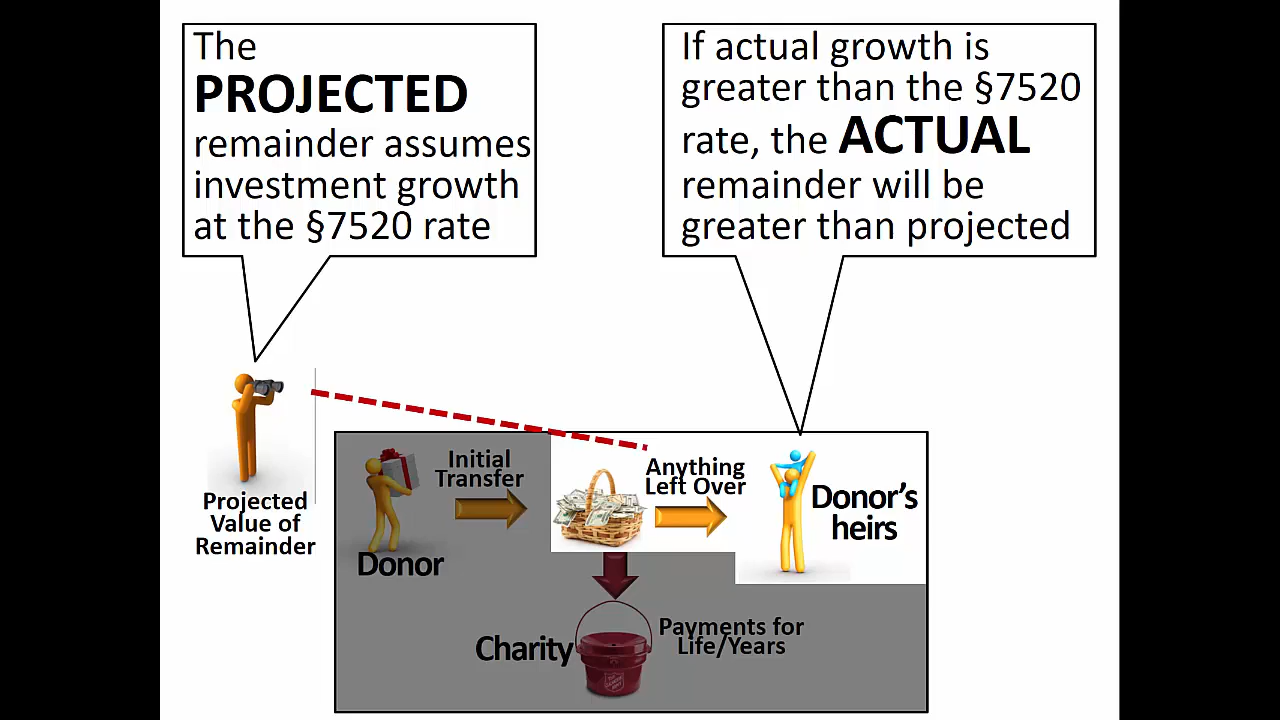 The
PROJECTED
remainder assumes
investment growth
at the §7520 rate
If actual growth is
greater than the §7520
rate, the ACTUAL
remainder will be
greater than projected
Projected
Value of
Remainder
Initial
Transfer
Donor
Anything
Left Over
Donor's
heirs
Charity
Payments for
Life/Years